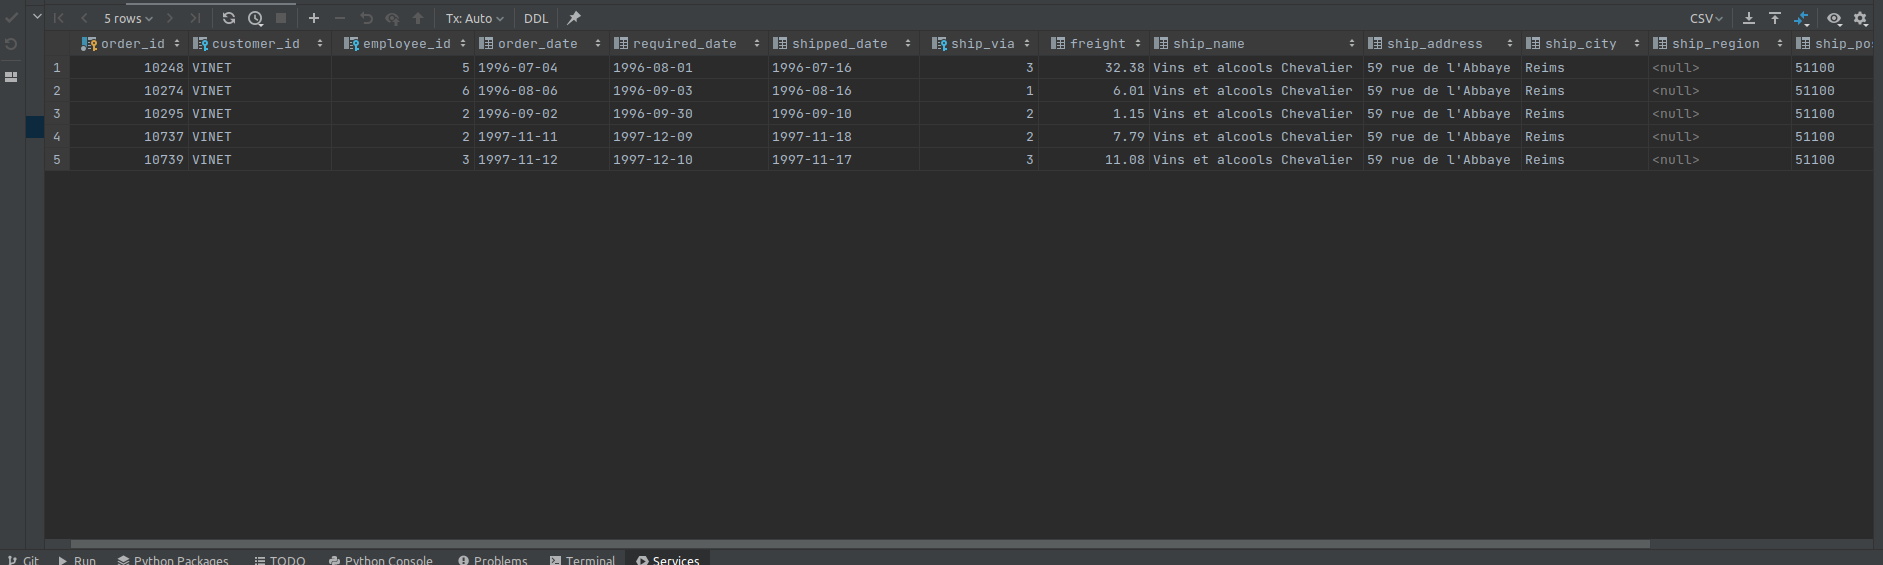 5 rows Tx: Auto DDL CSV
order_id customer_id employee_id order_date required_date shipped_date ship_via freight ship_name ship_address ship_city ship_region ship_pos
1 10248 VINET 5 1996-07-04 1996-08-01 1996-07-16 3 32.38 Vins et alcools Chevalier 59 rue de l'Abbaye Reims <null> 51100
2 10274 VINET 6 1996-08-06 1996-09-03 1996-08-16 1 6.01 Vins et alcools Chevalier 59 rue de l'Abbaye Reims <null> 51100
3 10295 VINET 2 1996-09-02 1996-09-30 1996-09-10 2 1.15 Vins et alcools Chevalier 59 rue de l'Abbaye Reims <null> 51100
4 10737 VINET 2 1997-11-11 1997-12-09 1997-11-18 2 7.79 Vins et alcools Chevalier 59 rue de l'Abbaye Reims <null> 51100
5 10739 VINET 3 1997-11-12 1997-12-10 1997-11-17 3 11.08 Vins et alcools Chevalier 59 rue de l'Abbaye Reims <null> 51100
Git Run Python Packages TODO Python Console Problems Terminal Services